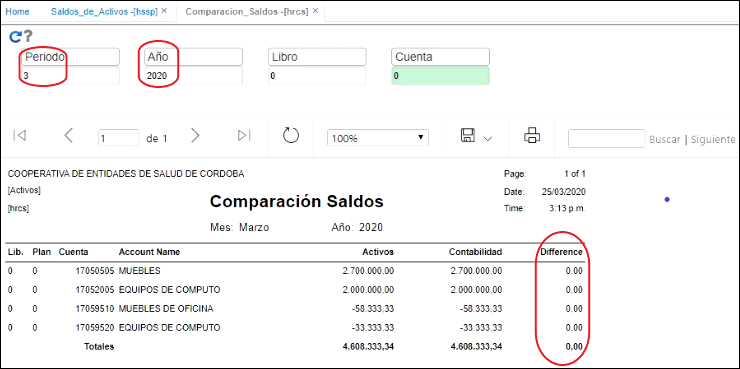 Home Saldos_de_Activos -[hssp] × Comparacion_Saldos -[hrcs] ×
?
Periodo Año Libro Cuenta
3 2020 0 0
1 de 1 100% Buscar | Siguiente
COOPERATIVA DE ENTIDADES DE SALUD DE CORDOBA Page: 1 of 1
[Activos] Date: 25/03/2020
[hrcs] Comparación Saldos Time: 3:13 p.m.
Mes: Marzo Año: 2020
Lib. Plan Cuenta Account Name Activos Contabilidad Difference
0 0 17050505 MUEBLES 2.700.000.00 2.700.000.00 0.00
0 0 17052005 EQUIPOS DE COMPUTO 2.000.000.00 2.000.000.00 0.00
0 0 17059510 MUEBLES DE OFICINA -58.333.33 -58.333.33 0.00
0 0 17059520 EQUIPOS DE COMPUTO -33.333.33 -33.333.33 0.00
Totales 4.608.333,34 4.608.333,34 0,00